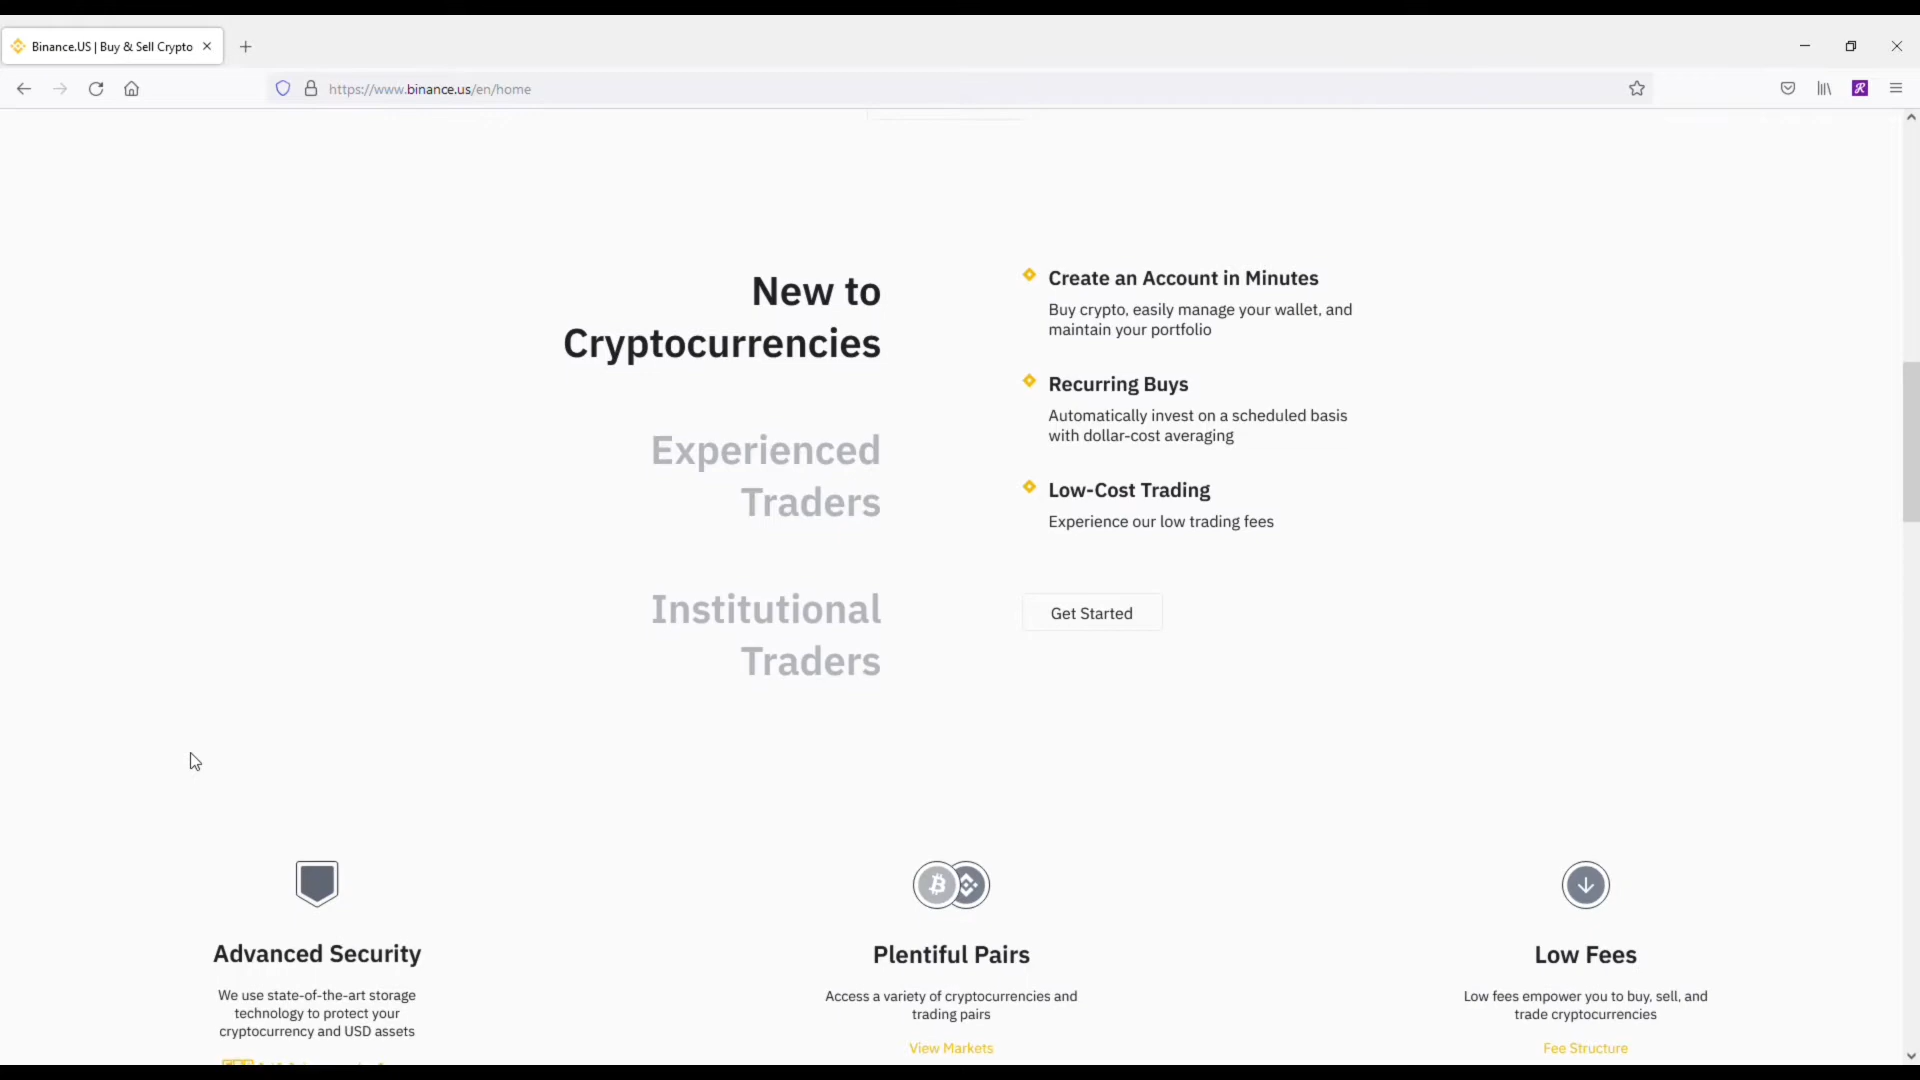 Binance.US | Buy & Sell Crypto
https://www.binance.us/en/home
New to
Cryptocurrencies
Experienced
Traders
Institutional
Traders
Create an Account in Minutes
Buy crypto, easily manage your wallet, and
maintain your portfolio
Recurring Buys
Automatically invest on a scheduled basis
with dollar-cost averaging
Low-Cost Trading
Experience our low trading fees
Get Started
Advanced Security
We use state-of-the-art storage
technology to protect your
cryptocurrency and USD assets
Plentiful Pairs
Access a variety of cryptocurrencies and
trading pairs
View Markets
Low Fees
Low fees empower you to buy, sell, and
trade cryptocurrencies
Fee Structure